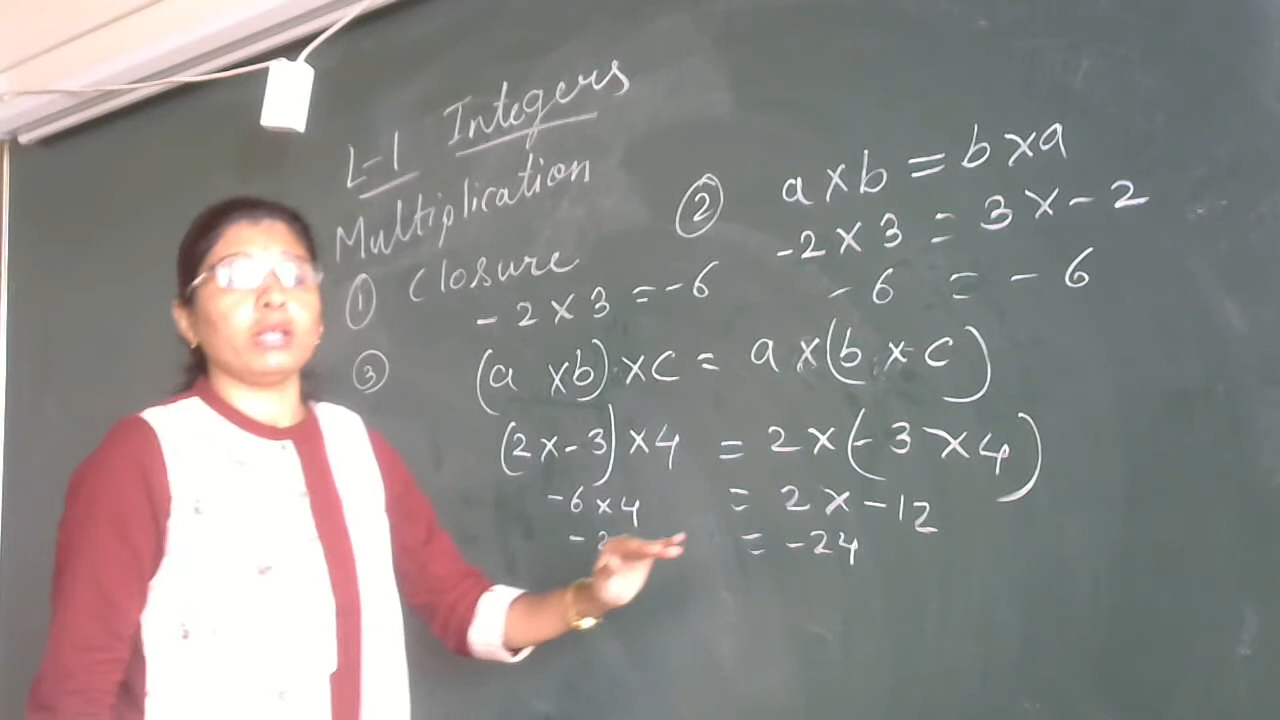 L-1 Integers
Multiplication
① Closure
-2 x 3 = -6
② a x b = b x a
-2 x 3 = 3 x -2
-6 = -6
③ (a x b) x c = a x (b x c)
(2 x -3) x 4 = 2 x (-3 x 4)
-6 x 4 = 2 x -12
-2 = -24